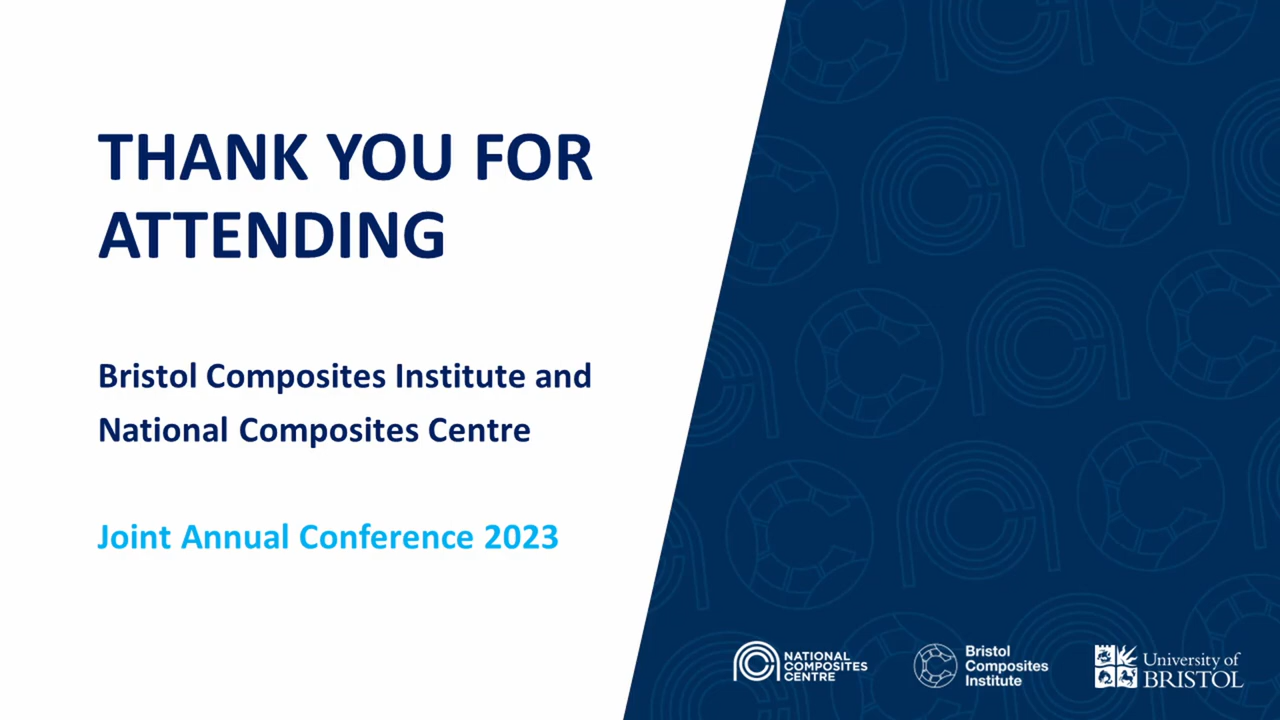 THANK YOU FOR
ATTENDING
Bristol Composites Institute and
National Composites Centre
Joint Annual Conference 2023
NATIONAL
COMPOSITES
CENTRE
Bristol
Composites
Institute
University of
BRISTOL